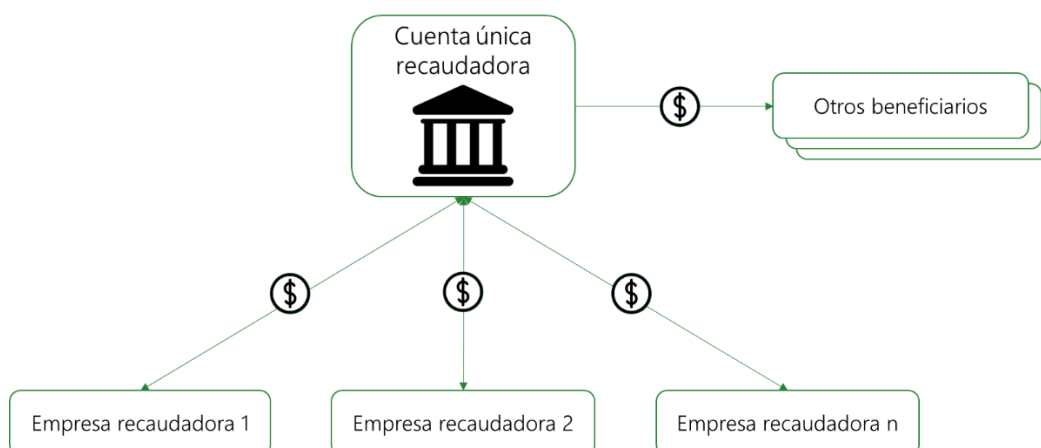 Cuenta única
recaudadora
$
Otros beneficiarios
$
$
$
Empresa recaudadora 1
Empresa recaudadora 2
Empresa recaudadora n